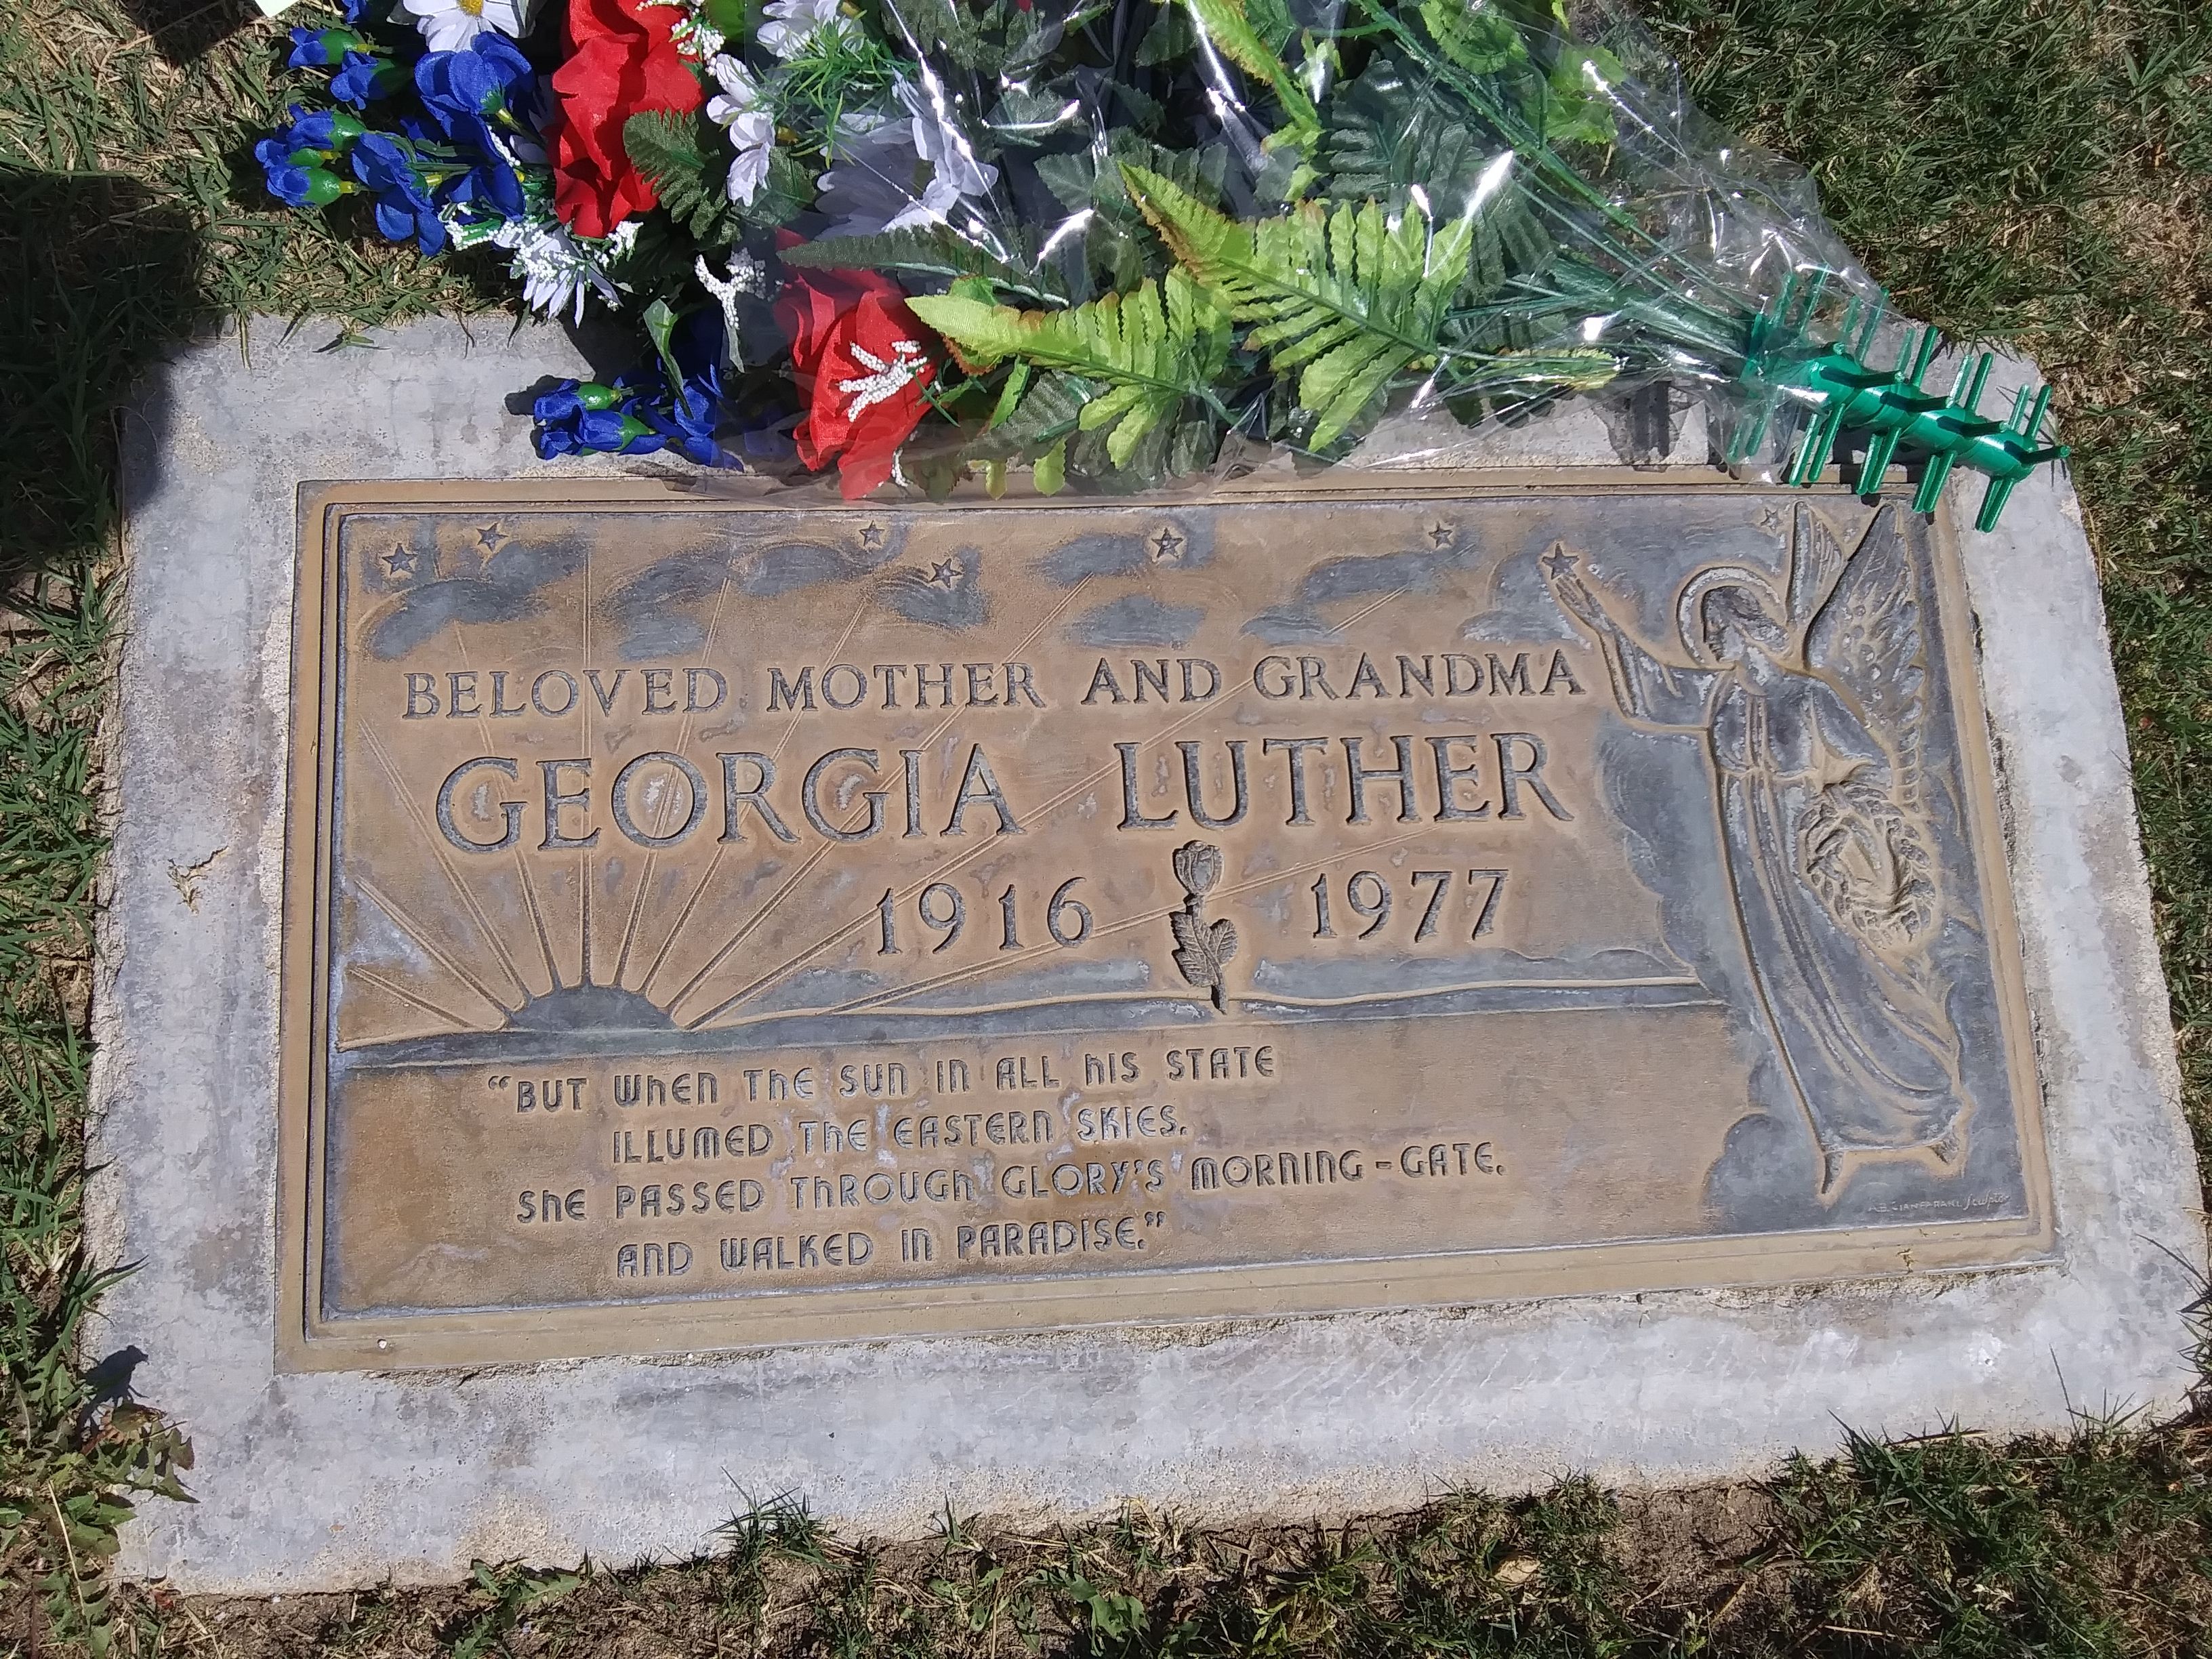 BELOVED MOTHER AND GRANDMA
GEORGIA LUTHER
1916 1977
"BUT WHEN THE SUN IN ALL HIS STATE
ILLUMED THE EASTERN SKIES,
SHE PASSED THROUGH GLORY'S MORNING-GATE,
AND WALKED IN PARADISE."
Sculptor